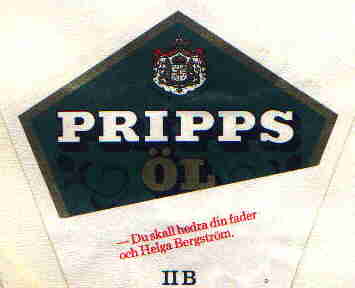 PRIPPS
ÖL
— Du skall hedra din fader
och Helga Bergström.
II B